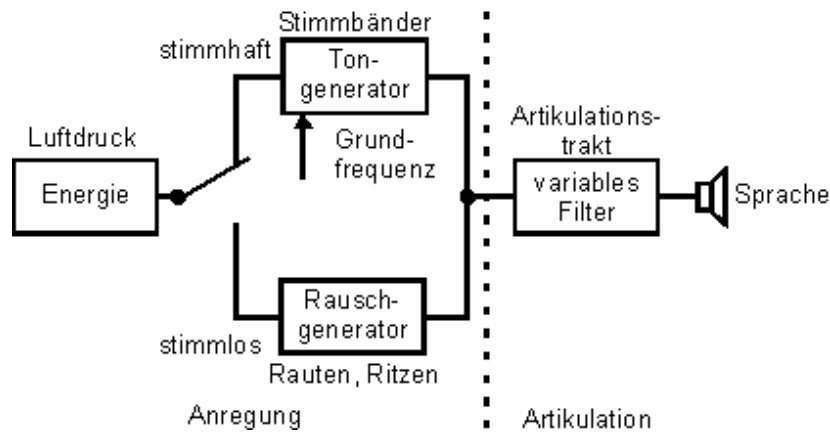 Stimmbänder
stimmhaft
Ton-
generator
Luftdruck
Energie
Grund-
frequenz
Artikulations-
trakt
variables
Filter
Sprache
Rausch-
generator
stimmlos
Rauten, Ritzen
Anregung
Artikulation